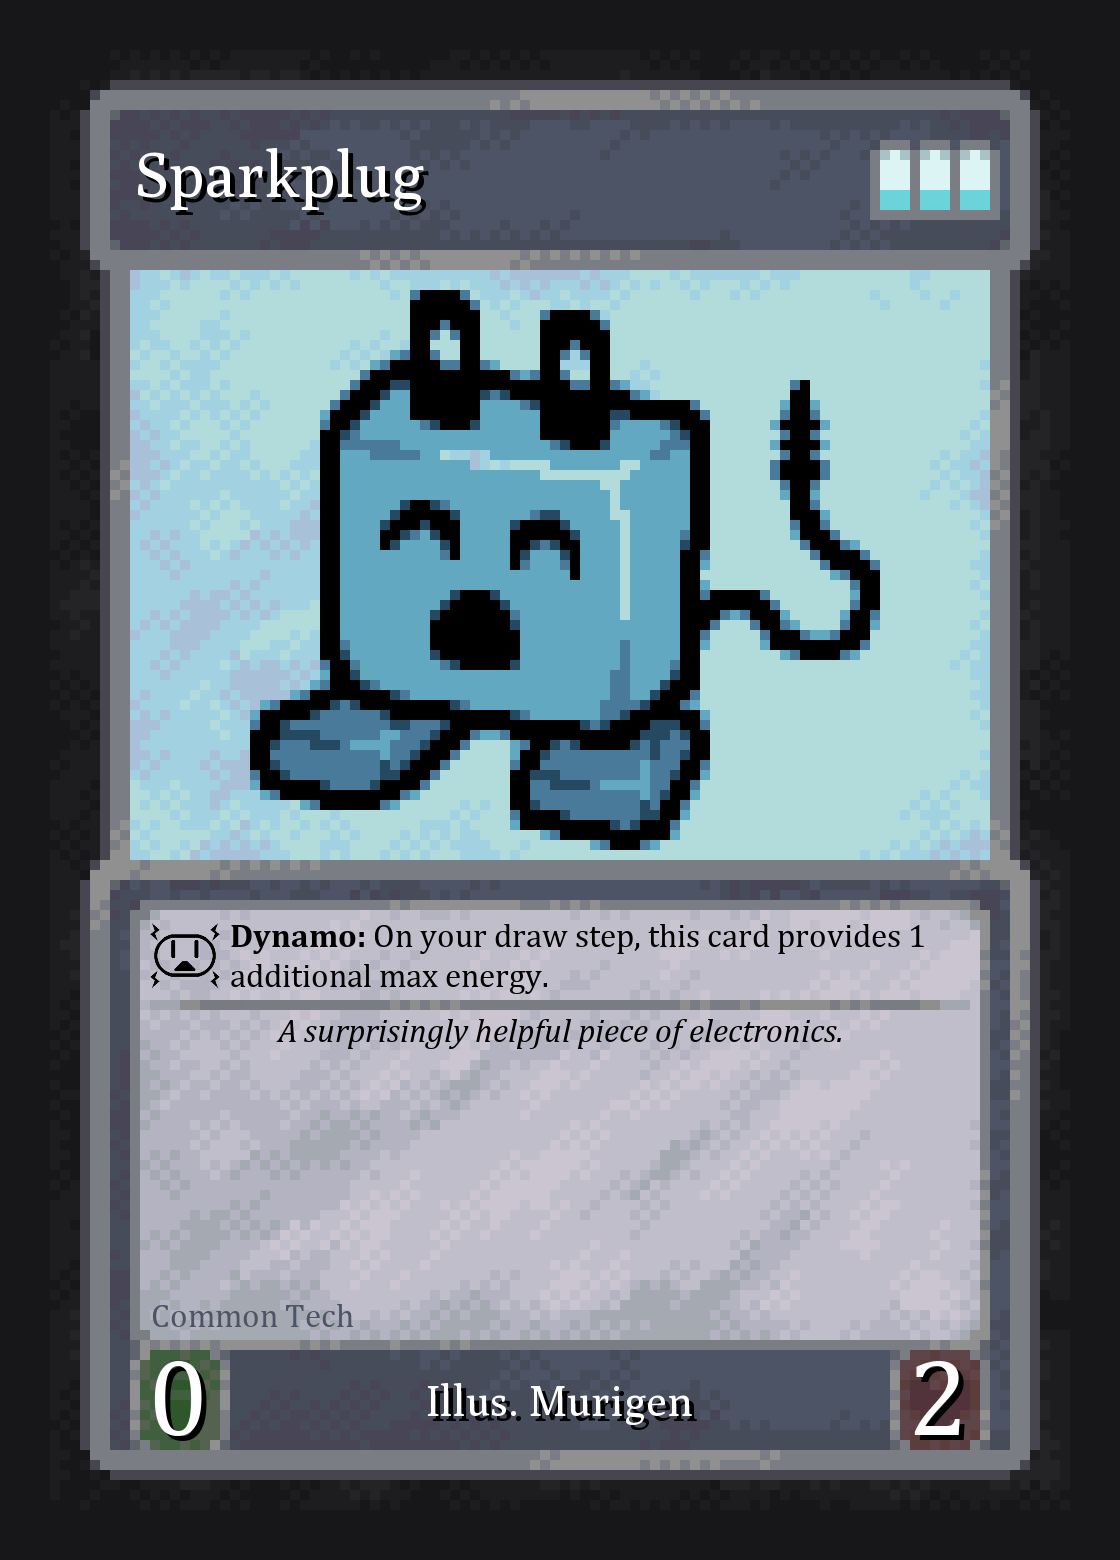 Sparkplug
Dynamo: On your draw step, this card provides 1
additional max energy.
A surprisingly helpful piece of electronics.
Common Tech
0
Illus. Murigen
2